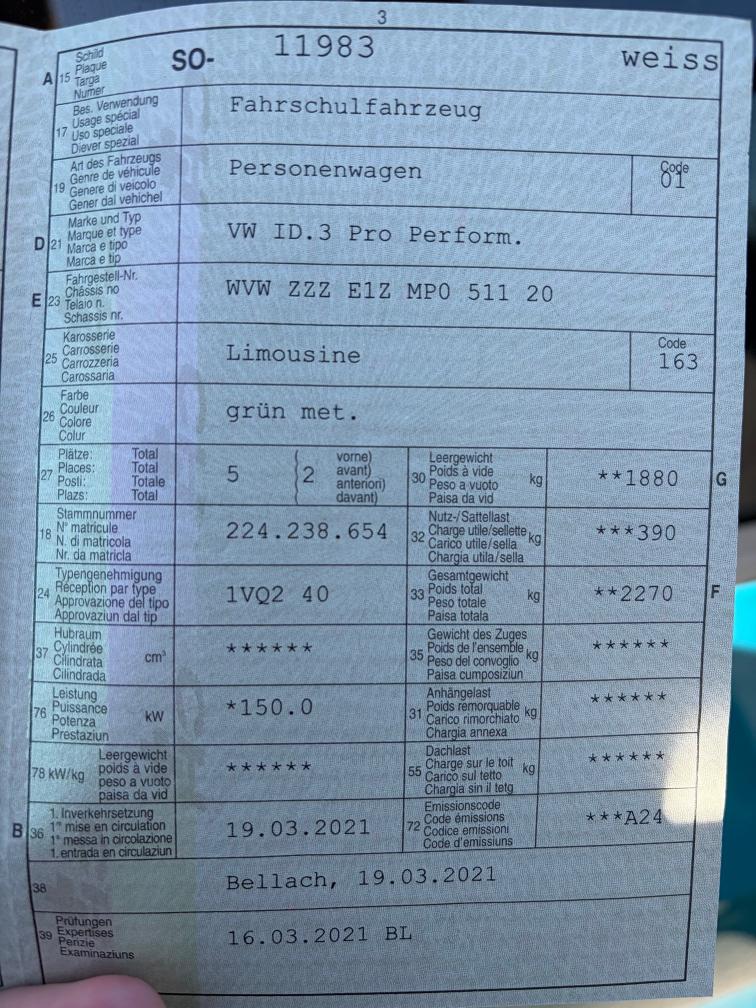 3
A 15 Schild Plaque Targa Numer SO- 11983 weiss
17 Bes. Verwendung Usage spécial Uso speciale Diever spezial Fahrschulfahrzeug
19 Art des Fahrzeugs Genre de véhicule Genere di veicolo Gener dal vehichel Personenwagen Code 01
D 21 Marke und Typ Marque et type Marca e tipo Marca e tip VW ID.3 Pro Perform.
E 23 Fahrgestell-Nr. Châssis no Telaio n. Schassis nr. WVW ZZZ E1Z MP0 511 20
25 Karosserie Carrosserie Carrozzeria Carossaria Limousine Code 163
26 Farbe Couleur Colore Colur grün met.
27 Plätze: Total Places: Total Posti: Totale Plazs: Total 5 ( 2 vorne) avant) anteriori) davant) 30 Leergewicht Poids à vide Peso a vuoto Paisa da vid kg **1880 G
18 Stammnummer N° matricule N. di matricola Nr. da matricla 224.238.654 32 Nutz-/Sattellast Charge utile/sellette Carico utile/sella Chargia utila/sella kg ***390
24 Typengenehmigung Réception par type Approvazione del tipo Approvaziun dal tip 1VQ2 40 33 Gesamtgewicht Poids total Peso totale Paisa totala kg **2270 F
37 Hubraum Cylindrée Cilindrata Cilindrada cm³ ****** 35 Gewicht des Zuges Poids de l'ensemble Peso del convoglio Paisa cumposiziun kg ******
76 Leistung Puissance Potenza Prestaziun kW *150.0 31 Anhängelast Poids remorquable Carico rimorchiato Chargia annexa kg ******
78 kW/kg Leergewicht poids à vide peso a vuoto paisa da vid ****** 55 Dachlast Charge sur le toit Carico sul tetto Chargia sin il tetg kg ******
B 36 1. Inverkehrsetzung 1re mise en circulation 1a messa in circolazione 1. entrada en circulaziun 19.03.2021 72 Emissionscode Code émissions Codice emissioni Code d'emissiuns ***A24
38 Bellach, 19.03.2021
39 Prüfungen Expertises Perizie Examinaziuns 16.03.2021 BL